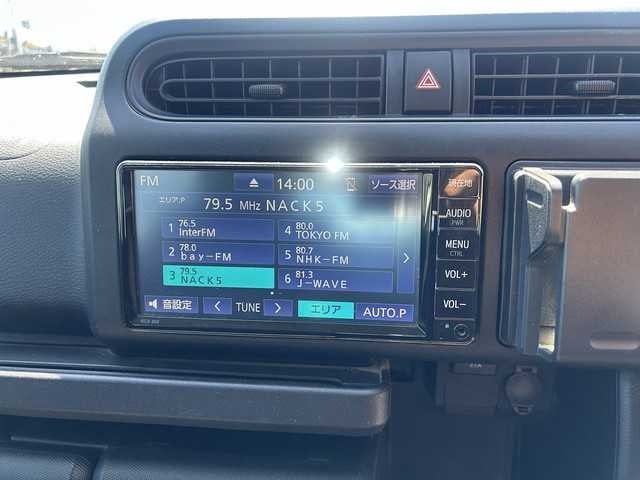 FM
14:00
ソース選択
エリア.P
79.5 MHz NACK5
1 76.5 InterFM
4 80.0 TOKYO FM
2 78.0 bay-FM
5 80.7 NHK-FM
3 79.5 NACK5
6 81.3 J-WAVE
音設定
TUNE
エリア
AUTO.P
現在地
AUDIO
PWR
MENU
CTRL
VOL+
VOL-